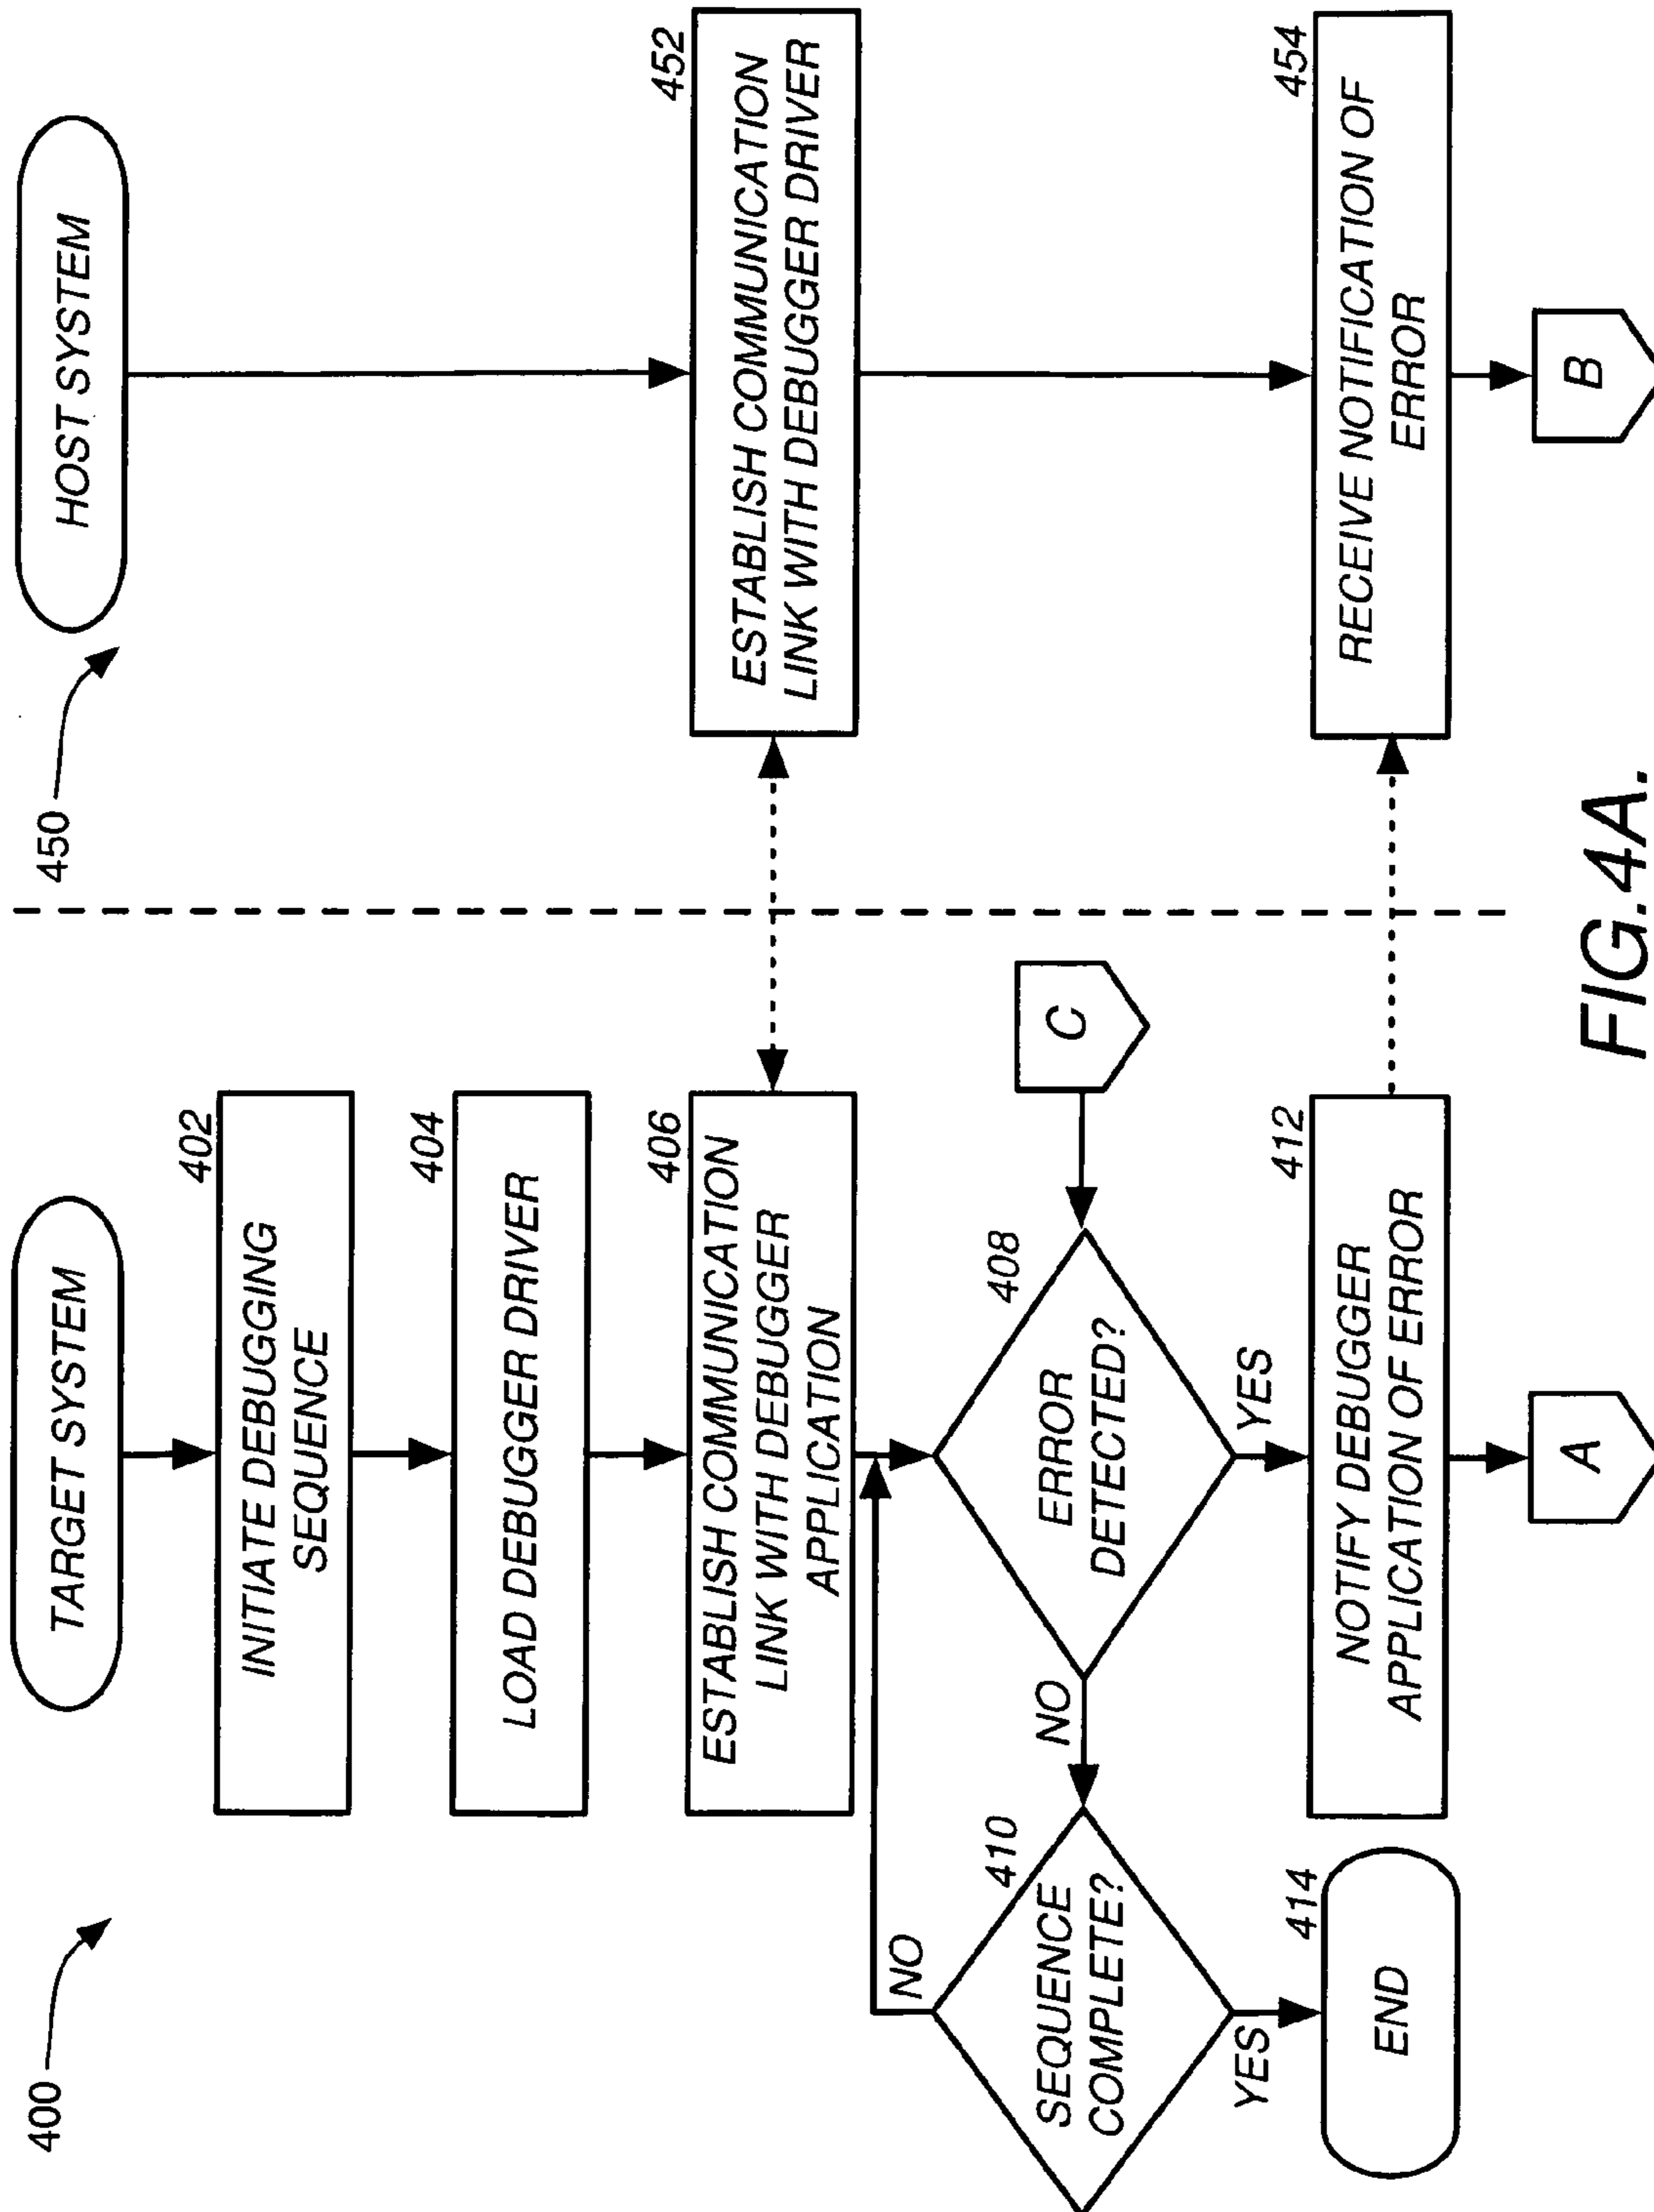 400
TARGET SYSTEM
402
INITIATE DEBUGGING
SEQUENCE
404
LOAD DEBUGGER DRIVER
406
ESTABLISH COMMUNICATION
LINK WITH DEBUGGER
APPLICATION
408
ERROR
DETECTED?
C
NO
YES
410
SEQUENCE
COMPLETE?
NO
YES
414
END
412
NOTIFY DEBUGGER
APPLICATION OF ERROR
A
450
HOST SYSTEM
452
ESTABLISH COMMUNICATION
LINK WITH DEBUGGER DRIVER
454
RECEIVE NOTIFICATION OF
ERROR
B
FIG.4A.